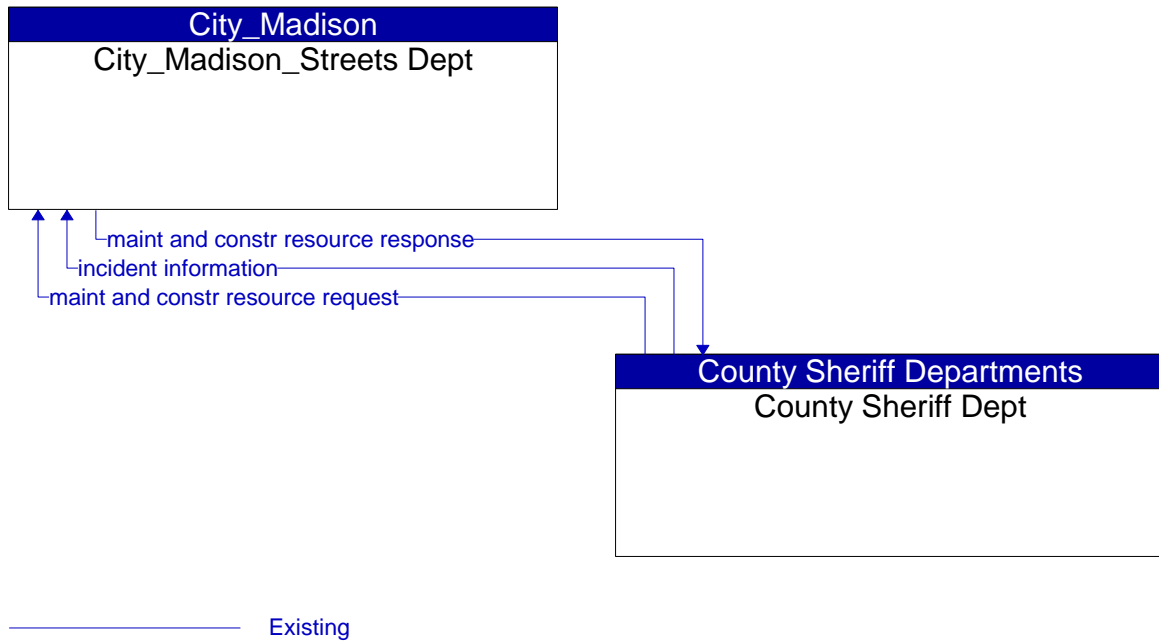 City_Madison
City_Madison_Streets Dept
maint and constr resource response
incident information
maint and constr resource request
County Sheriff Departments
County Sheriff Dept
Existing